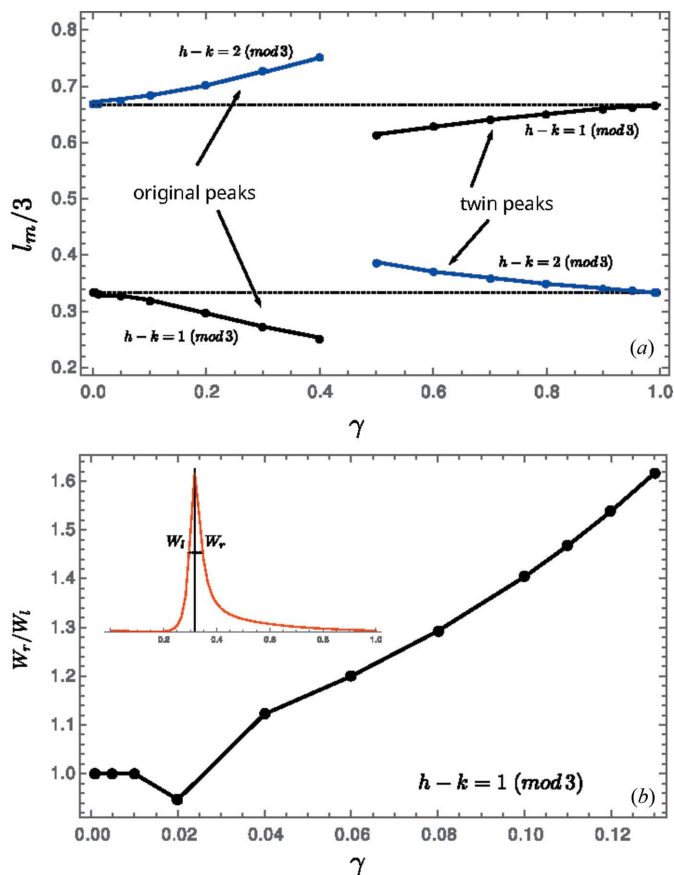 0.8
(a)
h − k = 2 (mod 3)
0.7
0.6
h − k = 1 (mod 3)
l_m/3
original peaks
twin peaks
0.5
0.4
h − k = 2 (mod 3)
0.3
h − k = 1 (mod 3)
(a)
0.2
0.0 0.2 0.4 0.6 0.8 1.0
γ
1.6
W_l W_r
1.5
1.4
0.2 0.4 0.6 0.8 1.0
W_r/W_l
1.3
1.2
1.1
1.0
h − k = 1 (mod 3)
(b)
0.00 0.02 0.04 0.06 0.08 0.10 0.12
γ